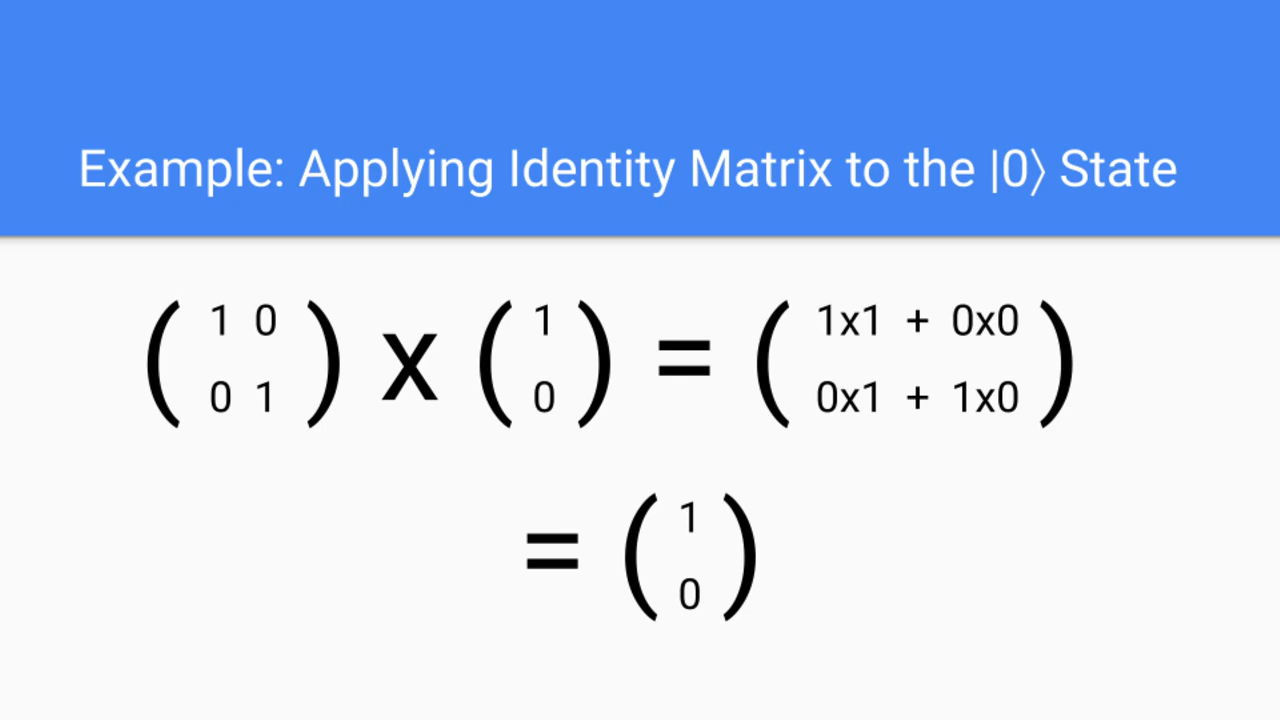 Example: Applying Identity Matrix to the |0⟩ State
( 1 0 ) x ( 1 ) = ( 1x1 + 0x0 )
( 0 1 ) ( 0 ) ( 0x1 + 1x0 )
= ( 1 )
( 0 )